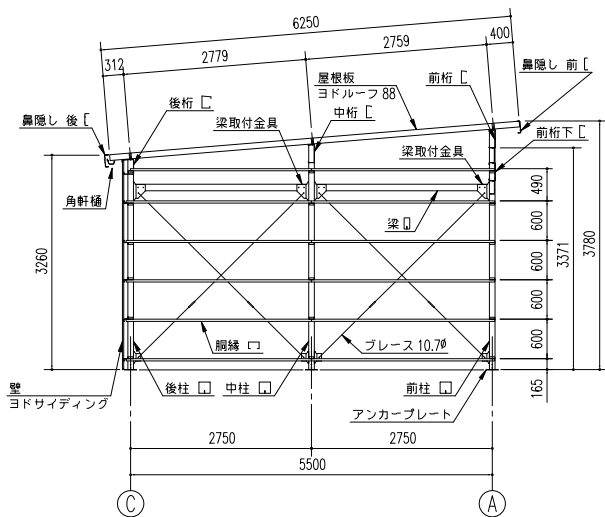 6250
312
2779
2759
400
鼻隠し 前
屋根板
ヨドルーフ 88
前桁
後桁
中桁
鼻隠し 後
梁取付金具
梁取付金具
前桁下
角軒樋
梁
490
600
600
600
600
165
3260
3371
3780
胴縁
ブレース 10.7φ
壁
ヨドサイディング
後柱
中柱
前柱
アンカープレート
2750
2750
5500
C
A